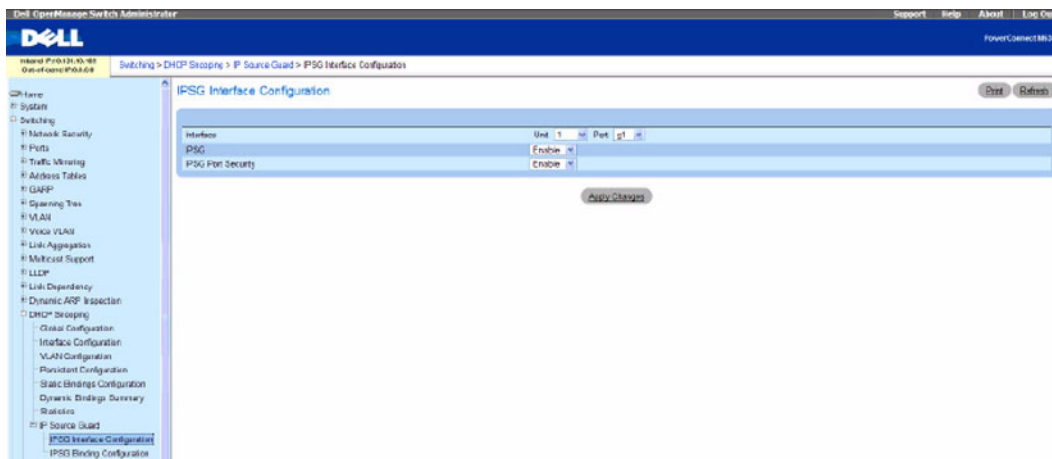 Dell OpenManage Switch Administrator
Support Help About Log Ou
DELL
PowerConnect M63
Switching > DHCP Snooping > IP Source Guard > IPSG Interface Configuration
Home
System
Switching
Network Security
Ports
Traffic Mirroring
Address Tables
GARP
Spanning Tree
VLAN
Voice VLAN
Link Aggregation
Multicast Support
LLDP
Link Dependency
Dynamic ARP Inspection
DHCP Snooping
Global Configuration
Interface Configuration
VLAN Configuration
Persistent Configuration
Static Bindings Configuration
Dynamic Bindings Summary
Statistics
IP Source Guard
IPSG Interface Configuration
IPSG Binding Configuration
IPSG Interface Configuration
Print Refresh
Interface Unit 1 Port g1
IPSG Enable
IPSG Port Security Enable
Apply Changes